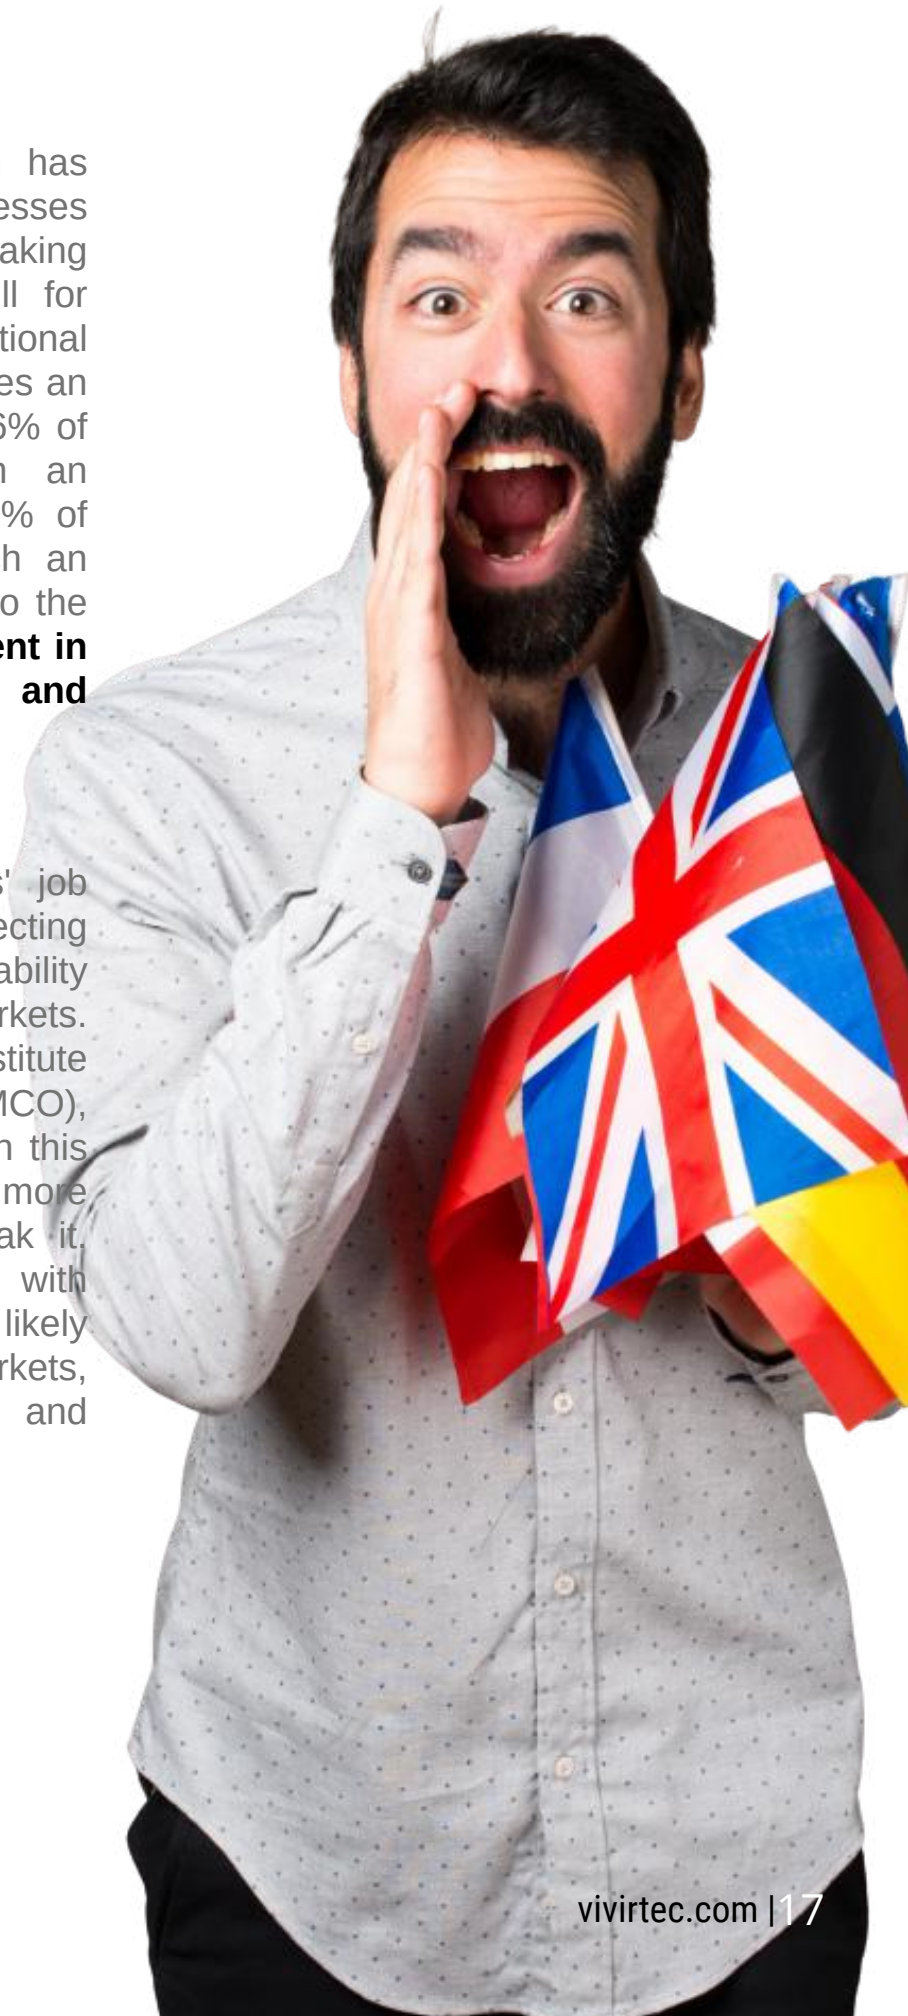 has
esses
aking
ll for
tional
es an
6% of
n an
% of
h an
o the
ent in
and
s' job
ecting
ability
rkets.
stitute
MCO),
n this
more
ak it.
with
likely
rkets,
and
vivirtec.com |17